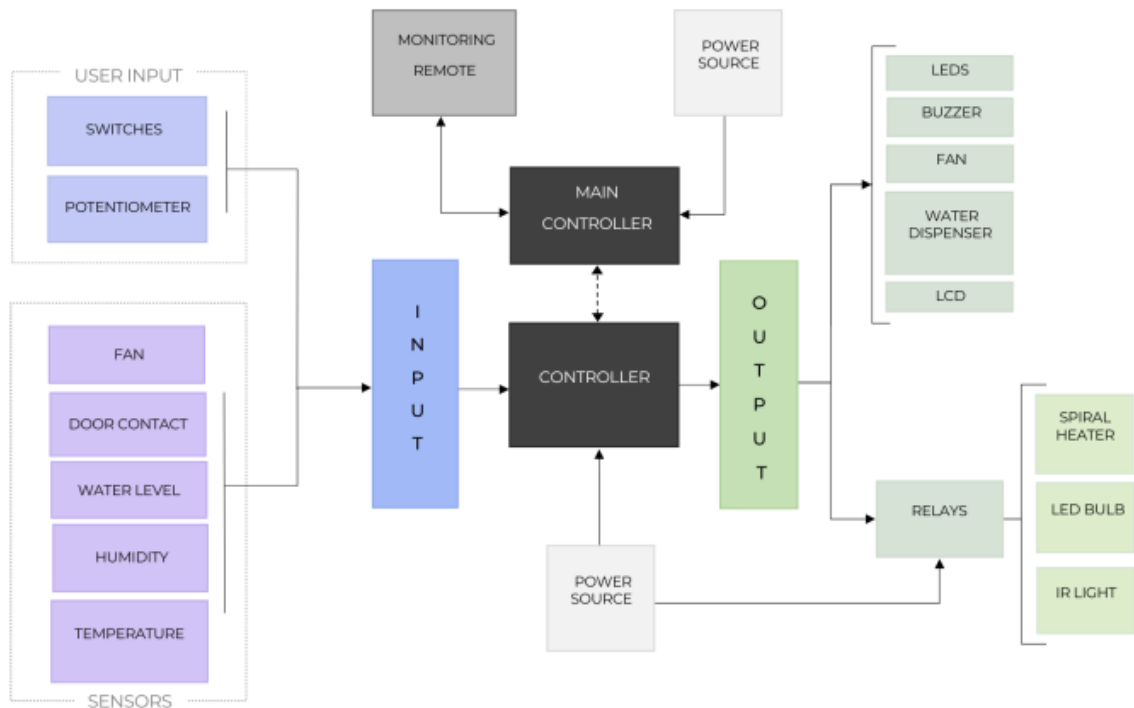 MONITORING
REMOTE
POWER
SOURCE
USER INPUT
SWITCHES
POTENTIOMETER
MAIN
CONTROLLER
LEDS
BUZZER
FAN
WATER
DISPENSER
LCD
FAN
DOOR CONTACT
WATER LEVEL
HUMIDITY
TEMPERATURE
SENSORS
I
N
P
U
T
CONTROLLER
O
U
T
P
U
T
POWER
SOURCE
RELAYS
SPIRAL
HEATER
LED BULB
IR LIGHT